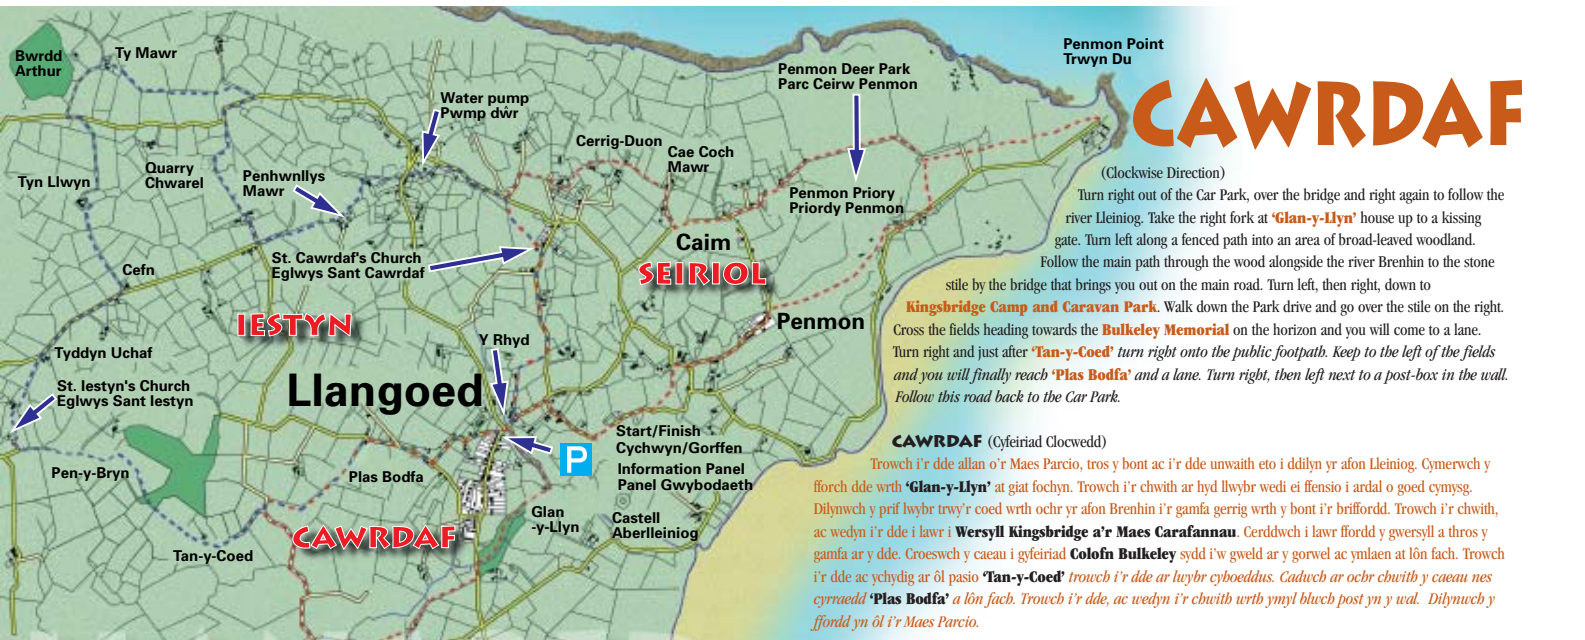 Bwrdd
Arthur
Ty Mawr
Water pump
Pwmp dŵr
Penmon Deer Park
Parc Ceirw Penmon
Penmon Point
Trwyn Du
Cerrig-Duon
Cae Coch
Mawr
Quarry
Chwarel
Tyn Llwyn
Penhwnllys
Mawr
Penmon Priory
Priordy Penmon
St. Cawrdaf's Church
Eglwys Sant Cawrdaf
Cefn
Caim
SEIRIOL
IESTYN
Penmon
Tyddyn Uchaf
Y Rhyd
St. Iestyn's Church
Eglwys Sant Iestyn
Llangoed
P
Start/Finish
Cychwyn/Gorffen
Information Panel
Panel Gwybodaeth
Pen-y-Bryn
Plas Bodfa
Glan
-y-Llyn
Castell
Aberlleiniog
CAWRDAF
Tan-y-Coed
CAWRDAF
(Clockwise Direction)
Turn right out of the Car Park, over the bridge and right again to follow the
river Lleiniog. Take the right fork at ‘Glan-y-Llyn’ house up to a kissing
gate. Turn left along a fenced path into an area of broad-leaved woodland.
Follow the main path through the wood alongside the river Brenhin to the stone
stile by the bridge that brings you out on the main road. Turn left, then right, down to
Kingsbridge Camp and Caravan Park. Walk down the Park drive and go over the stile on the right.
Cross the fields heading towards the Bulkeley Memorial on the horizon and you will come to a lane.
Turn right and just after ‘Tan-y-Coed’ turn right onto the public footpath. Keep to the left of the fields
and you will finally reach ‘Plas Bodfa’ and a lane. Turn right, then left next to a post-box in the wall.
Follow this road back to the Car Park.
CAWRDAF (Cyfeiriad Clocwedd)
Trowch i’r dde allan o’r Maes Parcio, tros y bont ac i’r dde unwaith eto i ddilyn yr afon Lleiniog. Cymerwch y
fforch dde wrth ‘Glan-y-Llyn’ at giat fochyn. Trowch i’r chwith ar hyd llwybr wedi ei ffensio i ardal o goed cymysg.
Dilynwch y prif lwybr trwy’r coed wrth ochr yr afon Brenhin i’r gamfa gerrig wrth y bont i’r briffordd. Trowch i’r chwith,
ac wedyn i’r dde i lawr i Wersyll Kingsbridge a’r Maes Carafannau. Cerddwch i lawr ffordd y gwersyll a thros y
gamfa ar y dde. Croeswch y caeau i gyfeiriad Colofn Bulkeley sydd i’w gweld ar y gorwel ac ymlaen at lôn fach. Trowch
i’r dde ac ychydig ar ôl pasio ‘Tan-y-Coed’ trowch i’r dde ar lwybr cyhoeddus. Cadwch ar ochr chwith y caeau nes
cyrraedd ‘Plas Bodfa’ a lôn fach. Trowch i’r dde, ac wedyn i’r chwith wrth ymyl blwch post yn y wal. Dilynwch y
ffordd yn ôl i’r Maes Parcio.